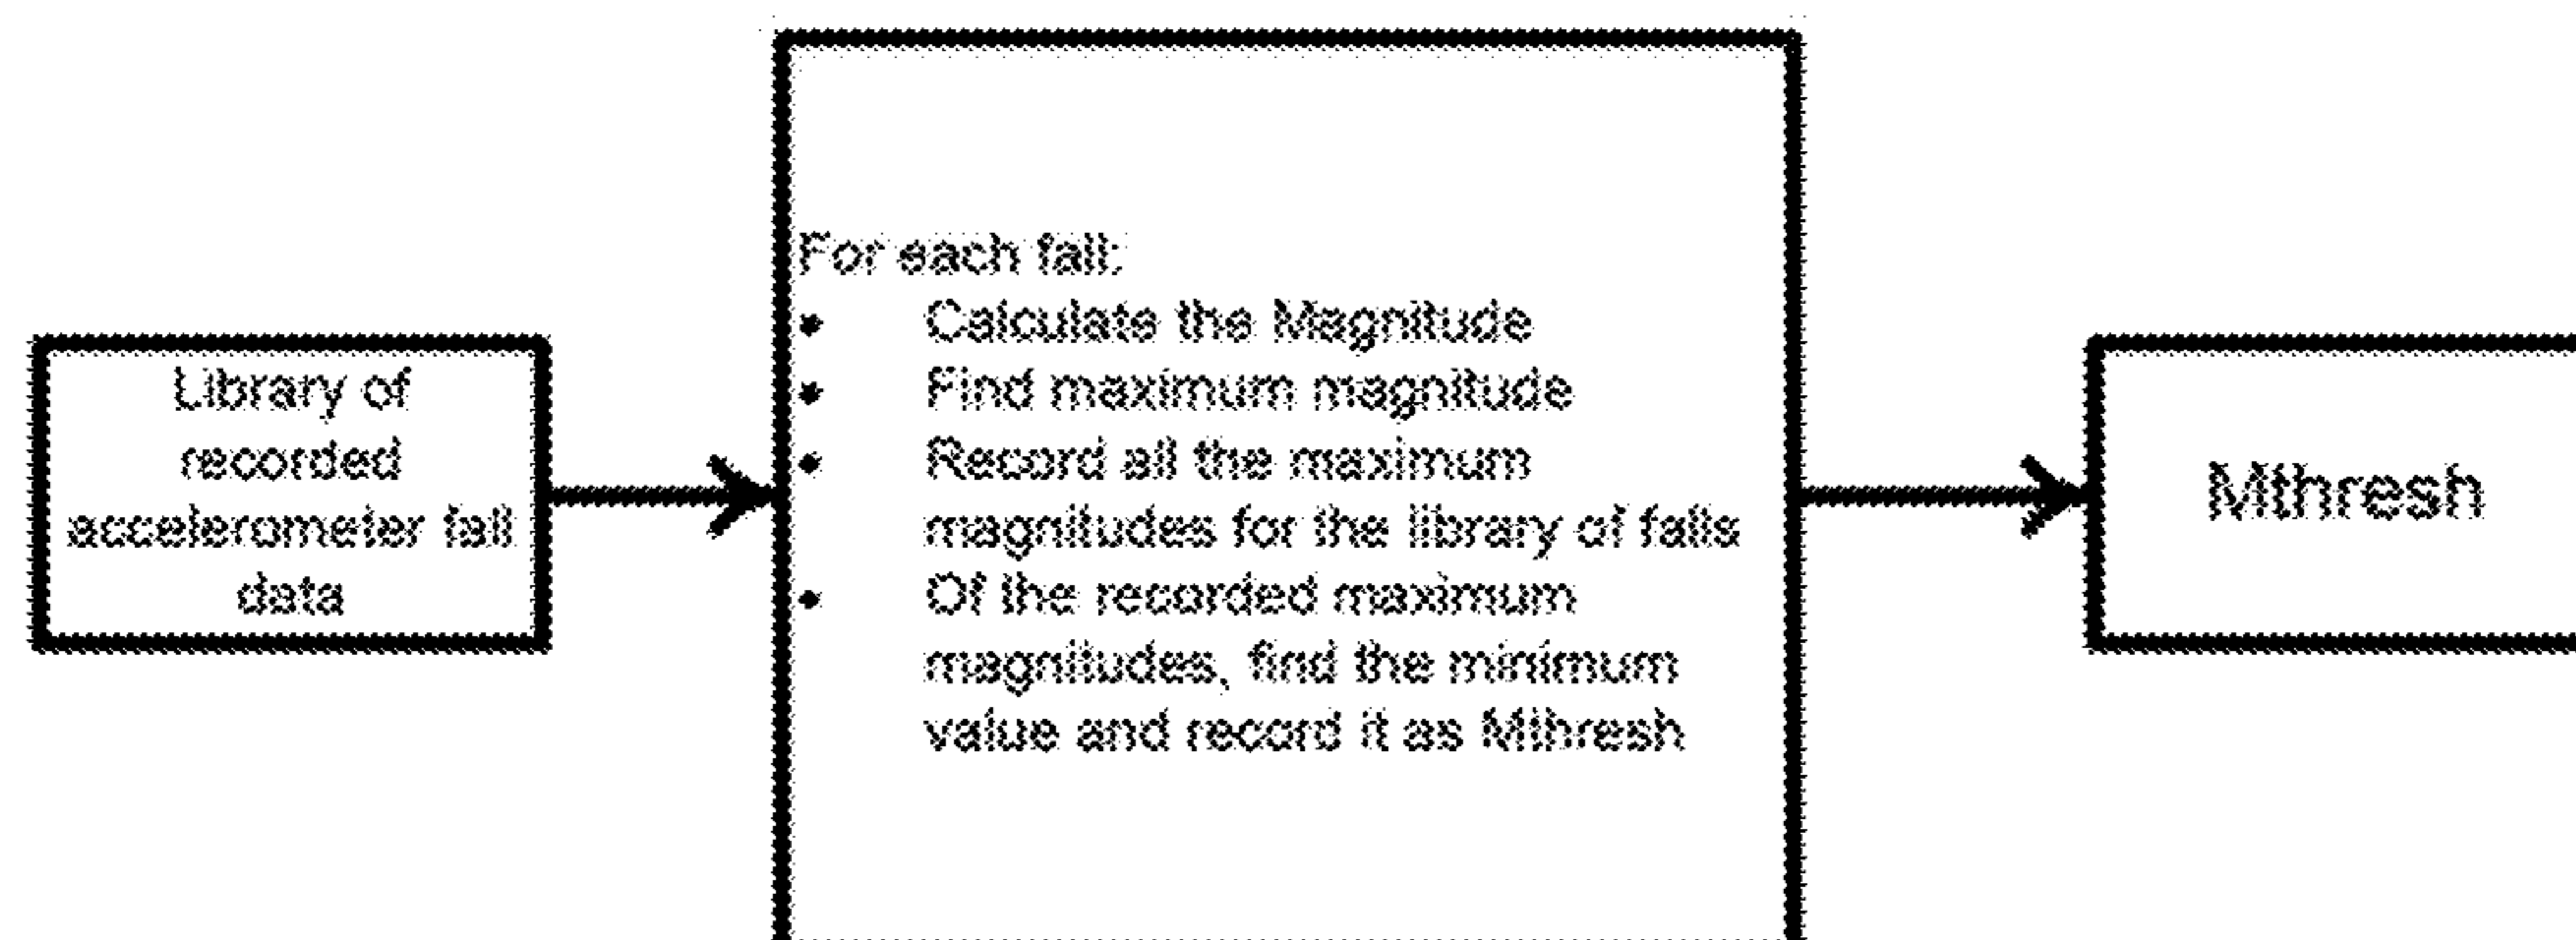 Library of
recorded
accelerometer fall
data
For each fall:
• Calculate the Magnitude
• Find maximum magnitude
• Record all the maximum
magnitudes for the library of falls
• Of the recorded maximum
magnitudes, find the minimum
value and record it as Mthresh
Mthresh